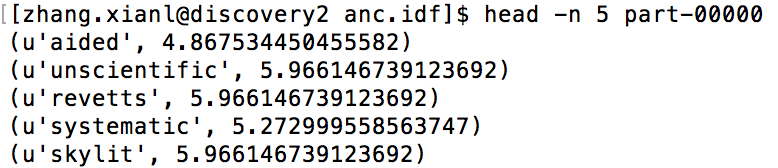 [[zhang.xianl@discovery2 anc.idf]$ head -n 5 part-00000
(u'aided', 4.867534450455582)
(u'unscientific', 5.966146739123692)
(u'revetts', 5.966146739123692)
(u'systematic', 5.272999558563747)
(u'skylit', 5.966146739123692)